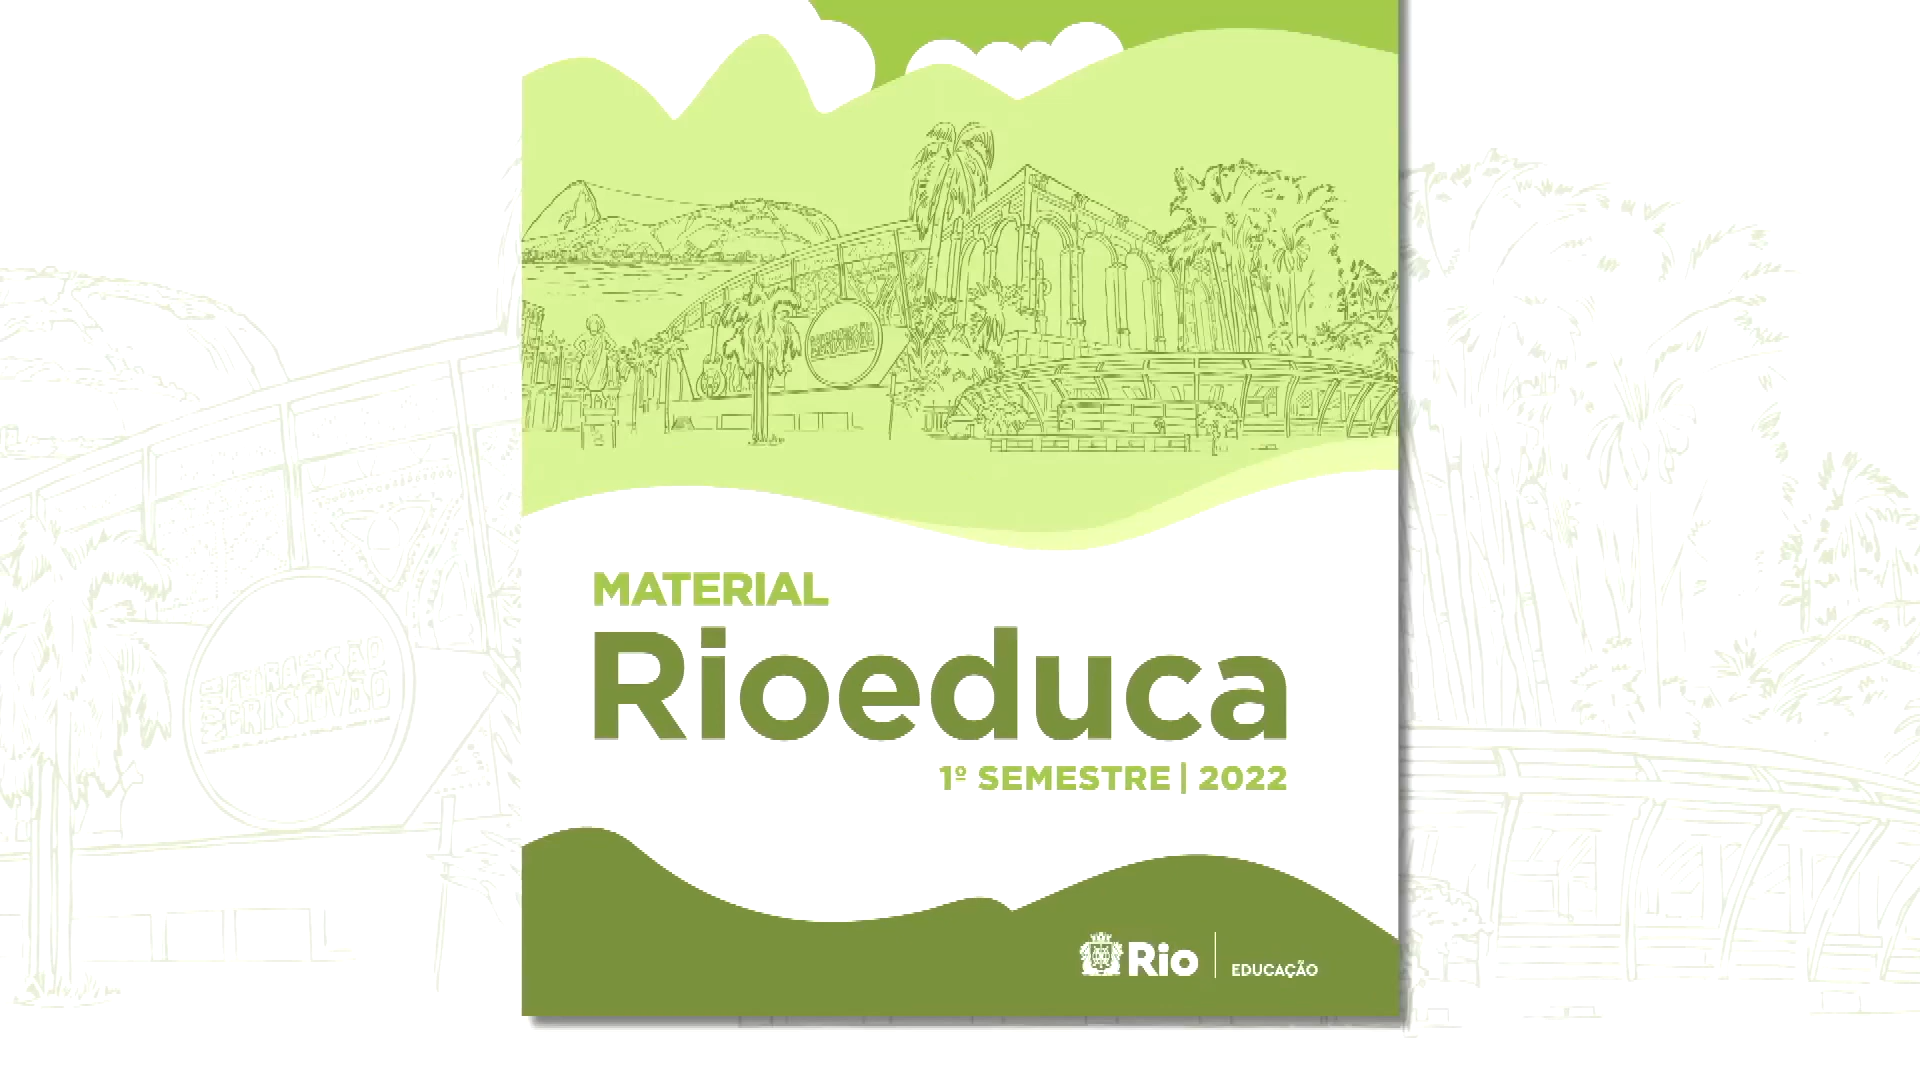 MATERIAL
Rioeduca
1º SEMESTRE | 2022
Rio
EDUCAÇÃO